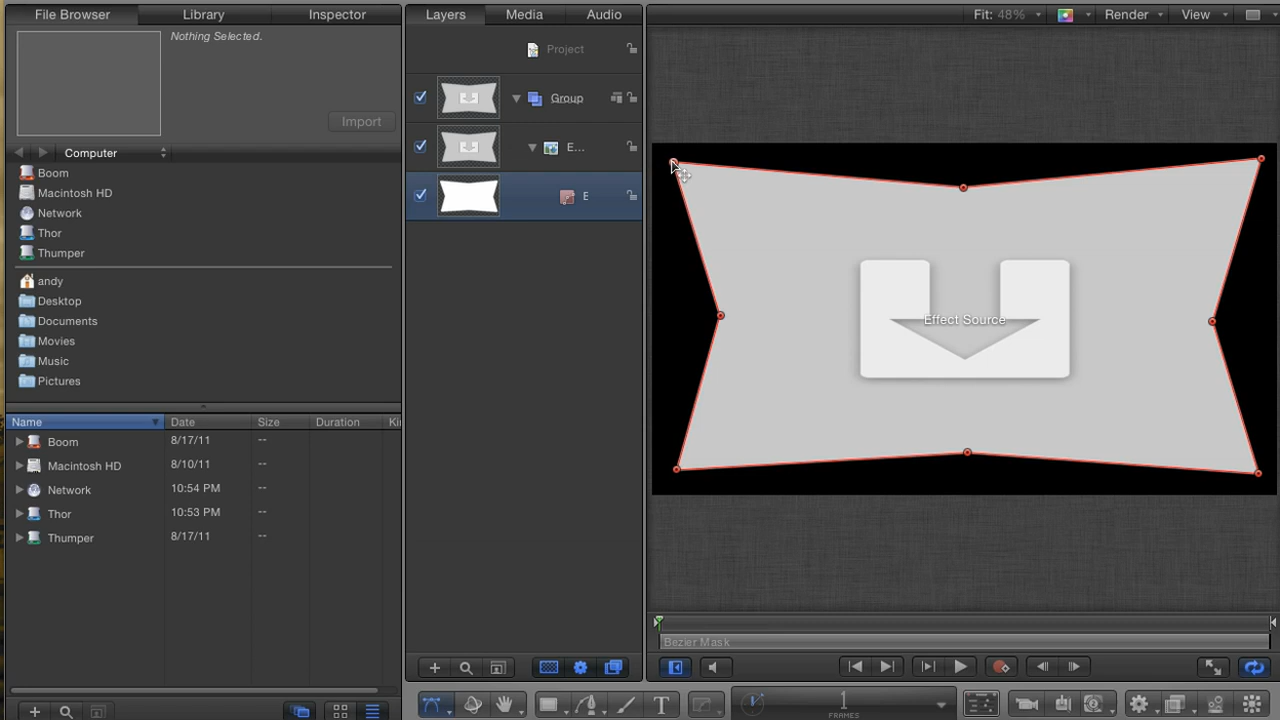 File Browser Library Inspector
Nothing Selected.
Import
Computer
Boom
Macintosh HD
Network
Thor
Thumper
andy
Desktop
Documents
Movies
Music
Pictures
Name Date Size Duration Ki
Boom 8/17/11 --
Macintosh HD 8/10/11 --
Network 10:54 PM --
Thor 10:53 PM --
Thumper 8/17/11 --
Layers Media Audio
Project
Group
E...
E
Fit: 48% Render View
Effect Source
Bezier Mask
T
1
FRAMES